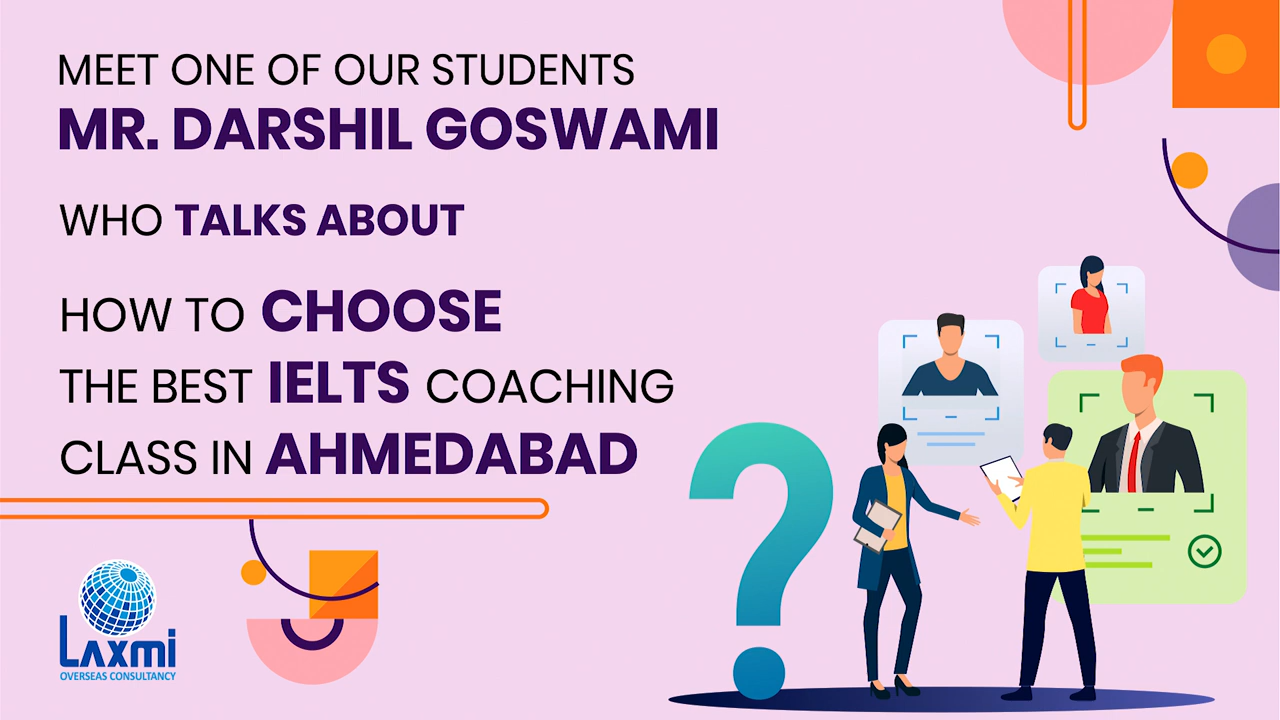 MEET ONE OF OUR STUDENTS
MR. DARSHIL GOSWAMI
WHO TALKS ABOUT
HOW TO CHOOSE
THE BEST IELTS COACHING
CLASS IN AHMEDABAD
Laxmi
OVERSEAS CONSULTANCY
?